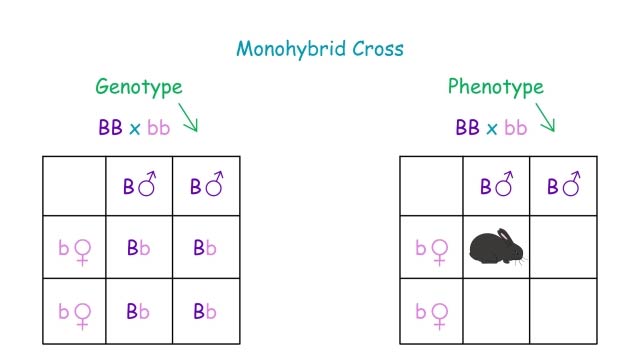 Monohybrid Cross
Genotype
BB x bb
B♂ B♂
b♀ Bb Bb
b♀ Bb Bb
Phenotype
BB x bb
B♂ B♂
b♀
b♀